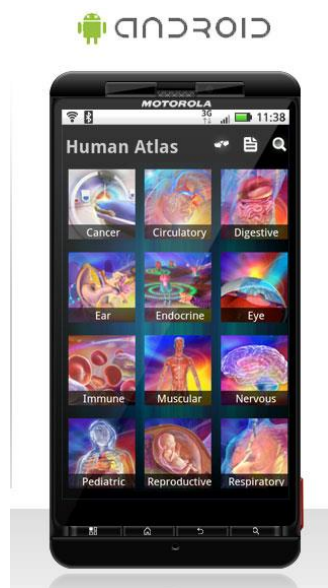 android
MOTOROLA
3G 11:38
Human Atlas
Cancer Circulatory Digestive
Ear Endocrine Eye
Immune Muscular Nervous
Pediatric Reproductive Respiratory